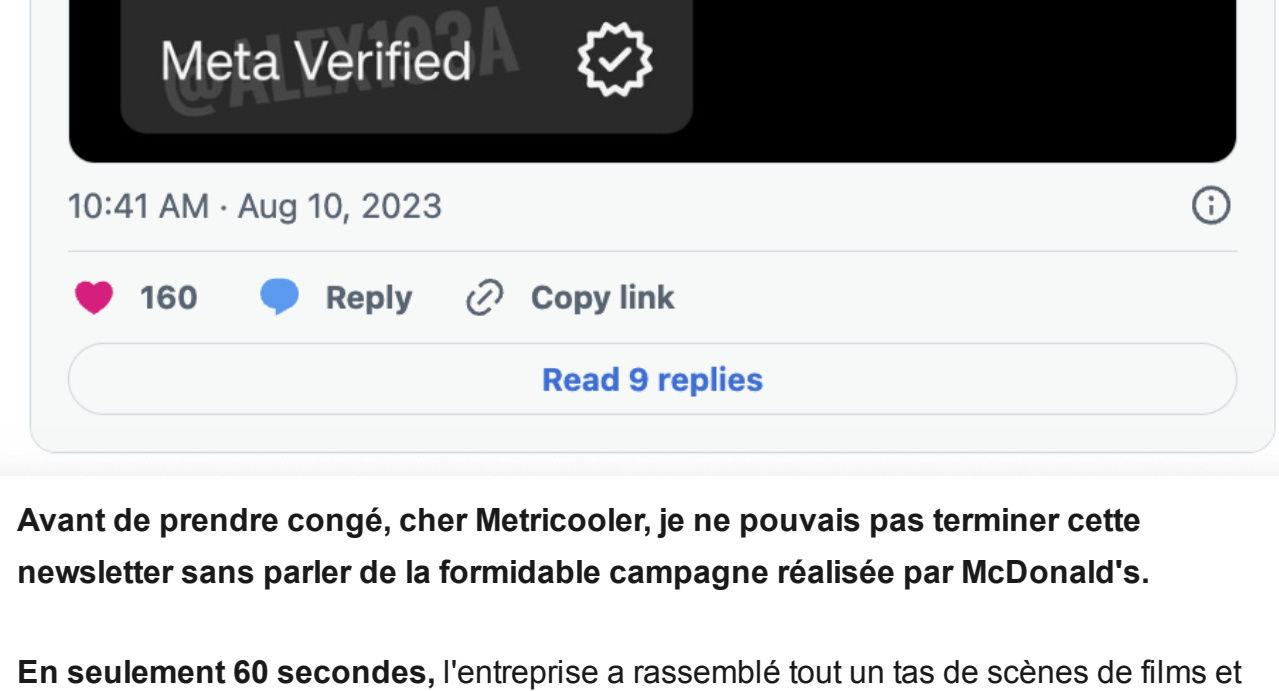 Meta Verified
@ALEX193A
10:41 AM · Aug 10, 2023
160 Reply Copy link
Read 9 replies
Avant de prendre congé, cher Metricooler, je ne pouvais pas terminer cette
newsletter sans parler de la formidable campagne réalisée par McDonald's.
En seulement 60 secondes, l'entreprise a rassemblé tout un tas de scènes de films et